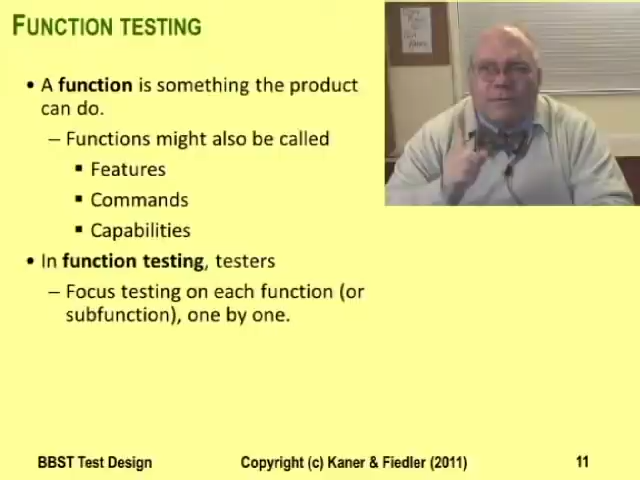 FUNCTION TESTING
• A function is something the product
can do.
– Functions might also be called
▪ Features
▪ Commands
▪ Capabilities
• In function testing, testers
– Focus testing on each function (or
subfunction), one by one.
BBST Test Design
Copyright (c) Kaner & Fiedler (2011)
11